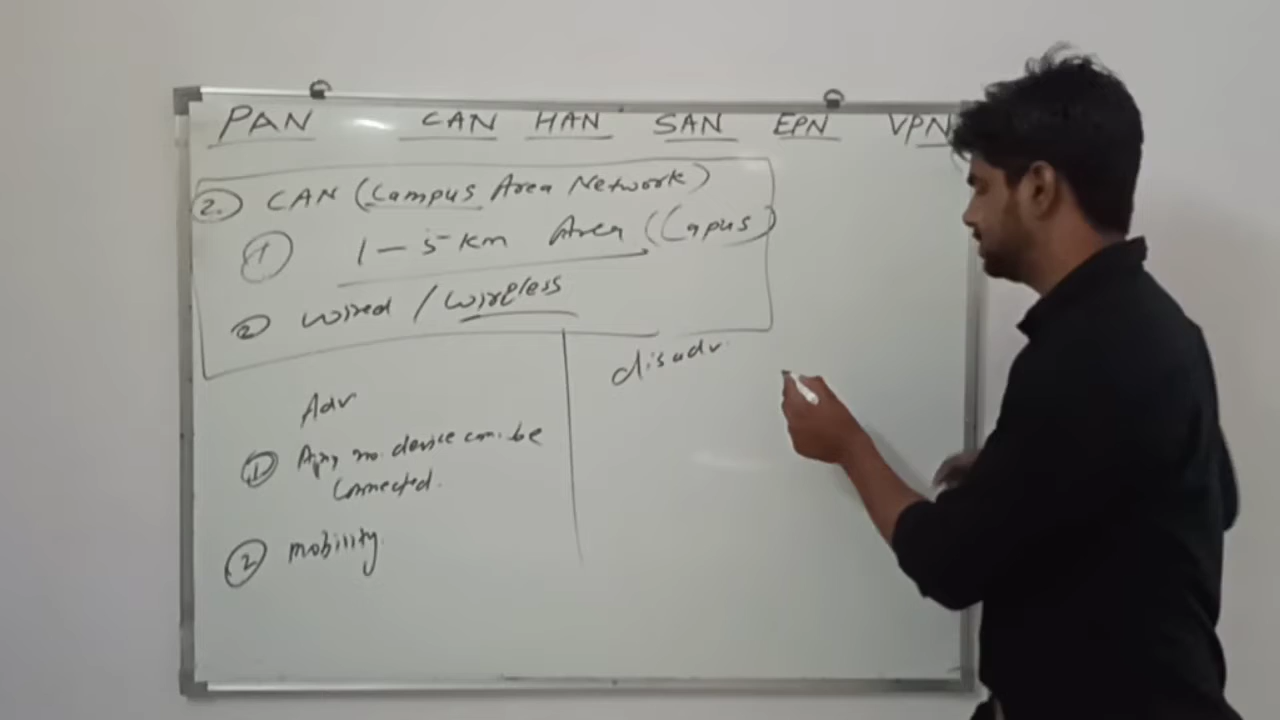 PAN CAN HAN SAN EPN VPN
2. CAN (Campus Area Network)
1 1-5 km Area (Capus)
2 wired / wireless
Adv
disadv.
1 Any no. device can be
connected.
2 mobility.